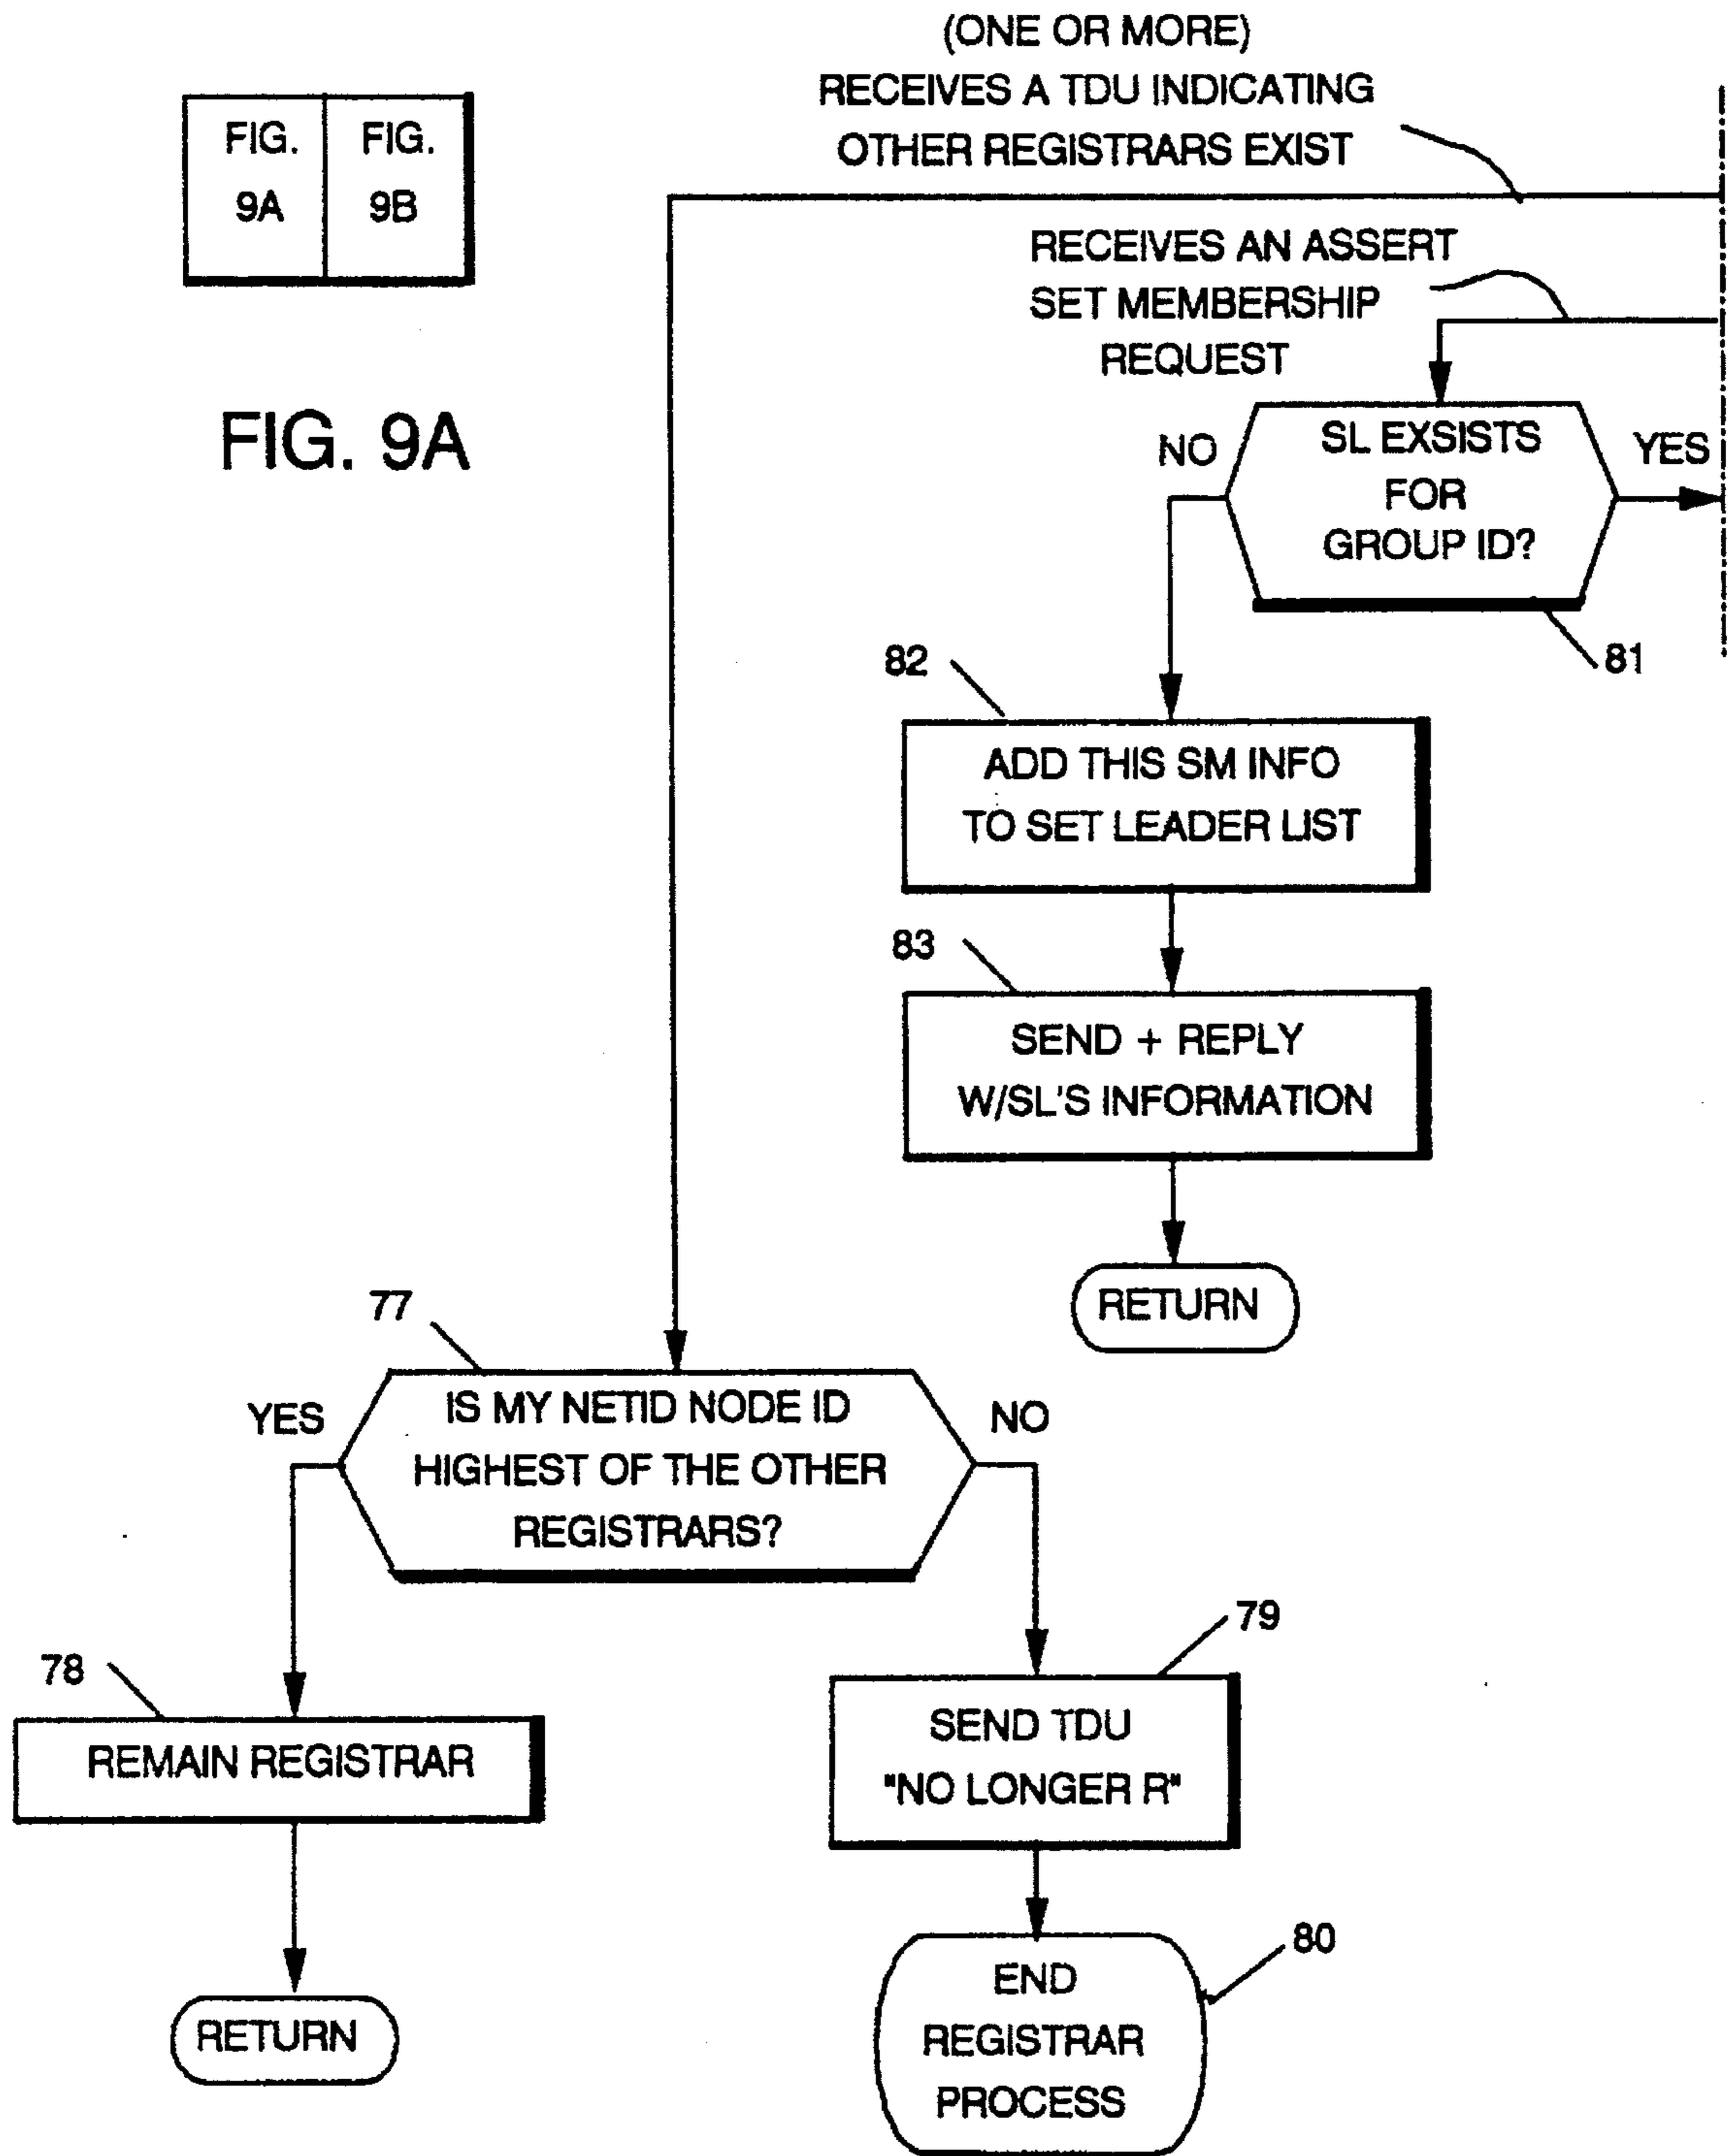 (ONE OR MORE)
RECEIVES A TDU INDICATING
OTHER REGISTRARS EXIST
FIG. 9A
FIG. 9B
FIG. 9A
RECEIVES AN ASSERT
SET MEMBERSHIP
REQUEST
NO
SL EXSISTS
FOR
GROUP ID?
YES
81
82
ADD THIS SM INFO
TO SET LEADER LIST
83
SEND + REPLY
W/SL'S INFORMATION
RETURN
77
YES
IS MY NETID NODE ID
HIGHEST OF THE OTHER
REGISTRARS?
NO
78
REMAIN REGISTRAR
RETURN
79
SEND TDU
"NO LONGER R"
80
END
REGISTRAR
PROCESS